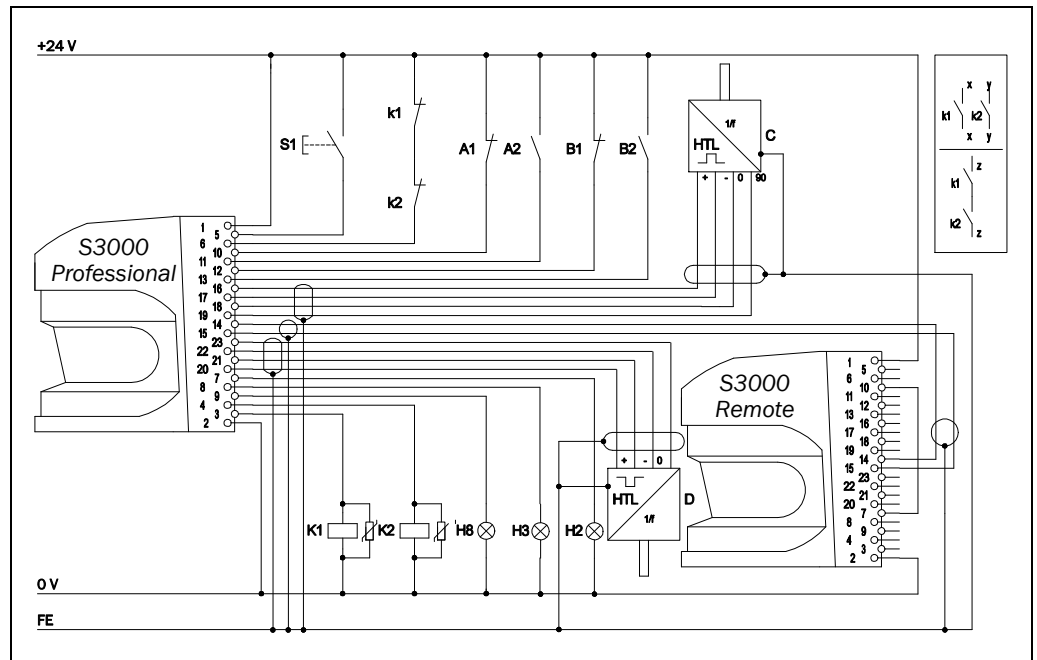 +24 V
x y
k1 k2
x y
z
k1
k2
z
S1
k1
k2
A1 A2 B1 B2
1/f
HTL
C
+ - 0 90
S3000
Professional
1
5
6
10
11
12
13
16
17
18
19
14
15
23
22
21
20
7
8
9
4
3
2
S3000
Remote
1
5
6
10
11
12
13
16
17
18
19
14
15
23
22
21
20
7
8
9
4
3
2
+ - 0
HTL
1/f
D
K1 K2 H8 H3 H2
0 V
FE